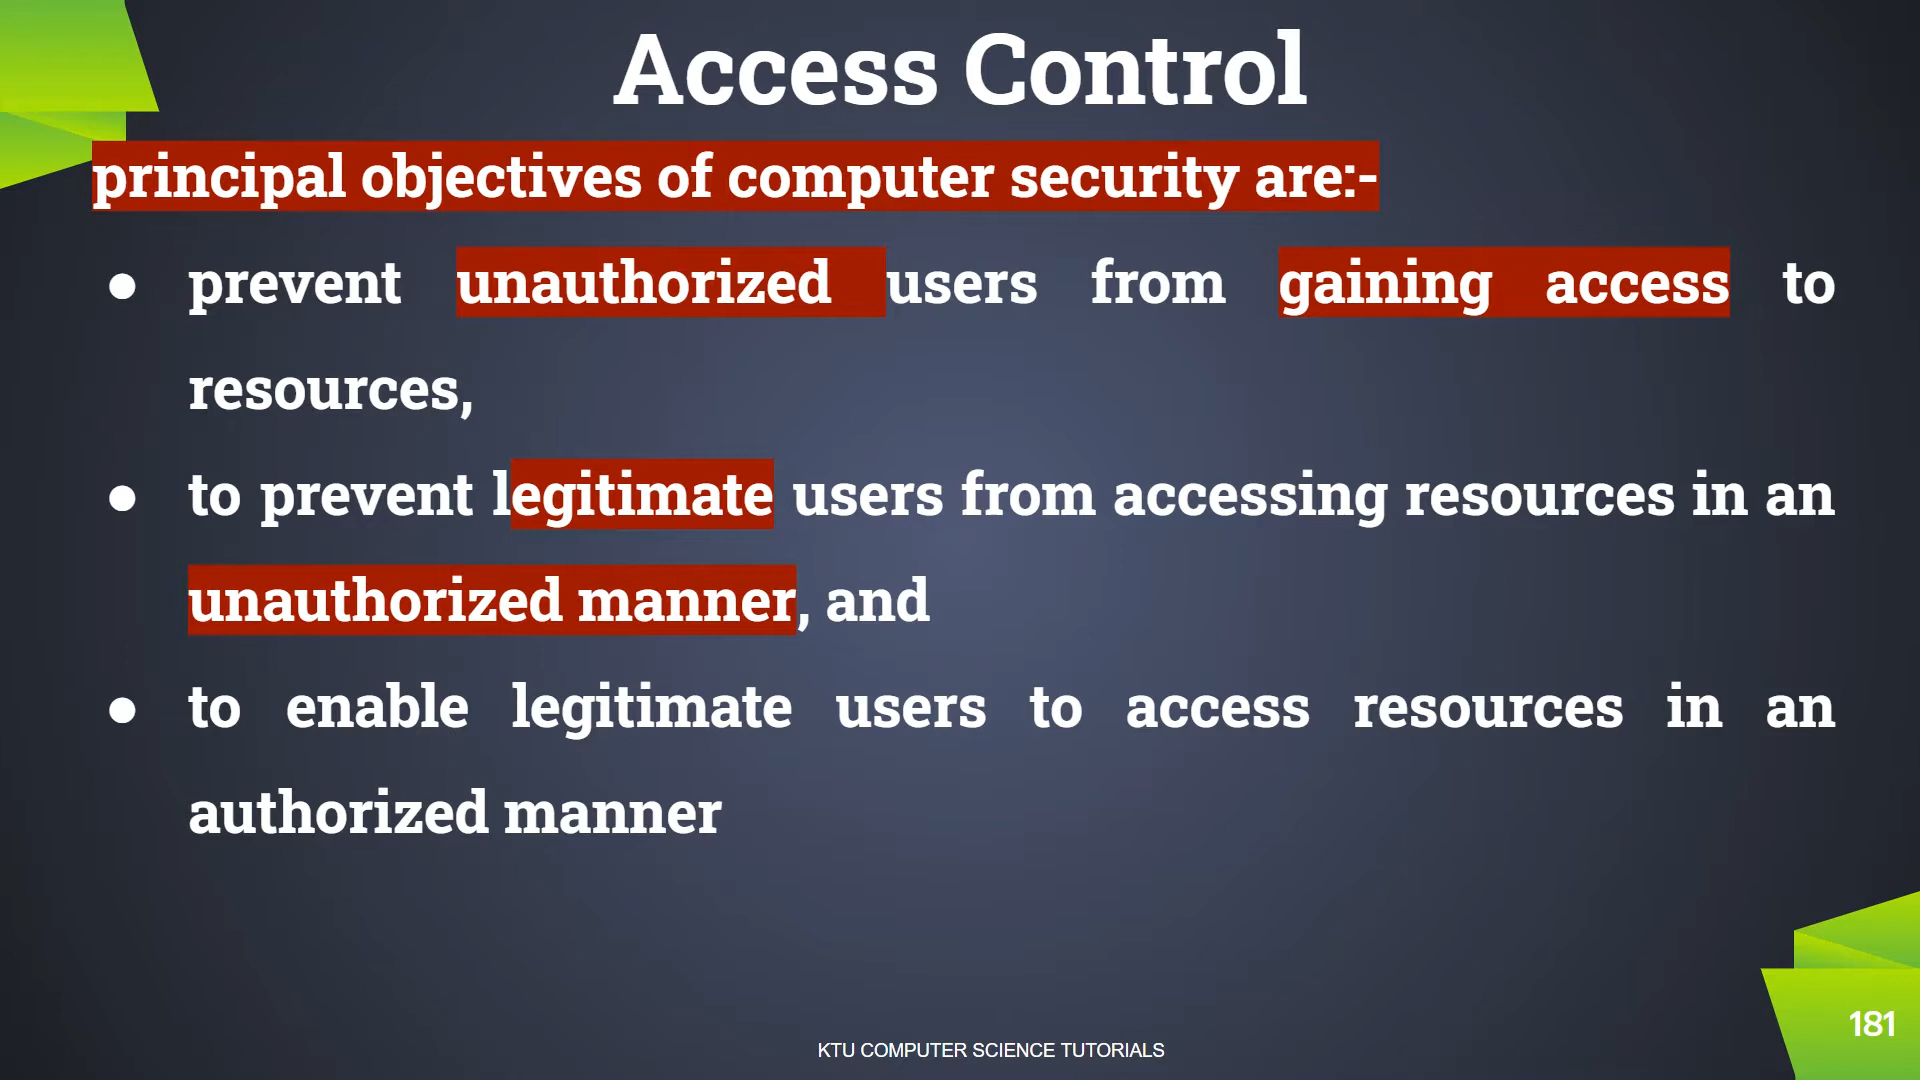 Access Control
principal objectives of computer security are:-
● prevent unauthorized users from gaining access to
resources,
● to prevent legitimate users from accessing resources in an
unauthorized manner, and
● to enable legitimate users to access resources in an
authorized manner
181
KTU COMPUTER SCIENCE TUTORIALS